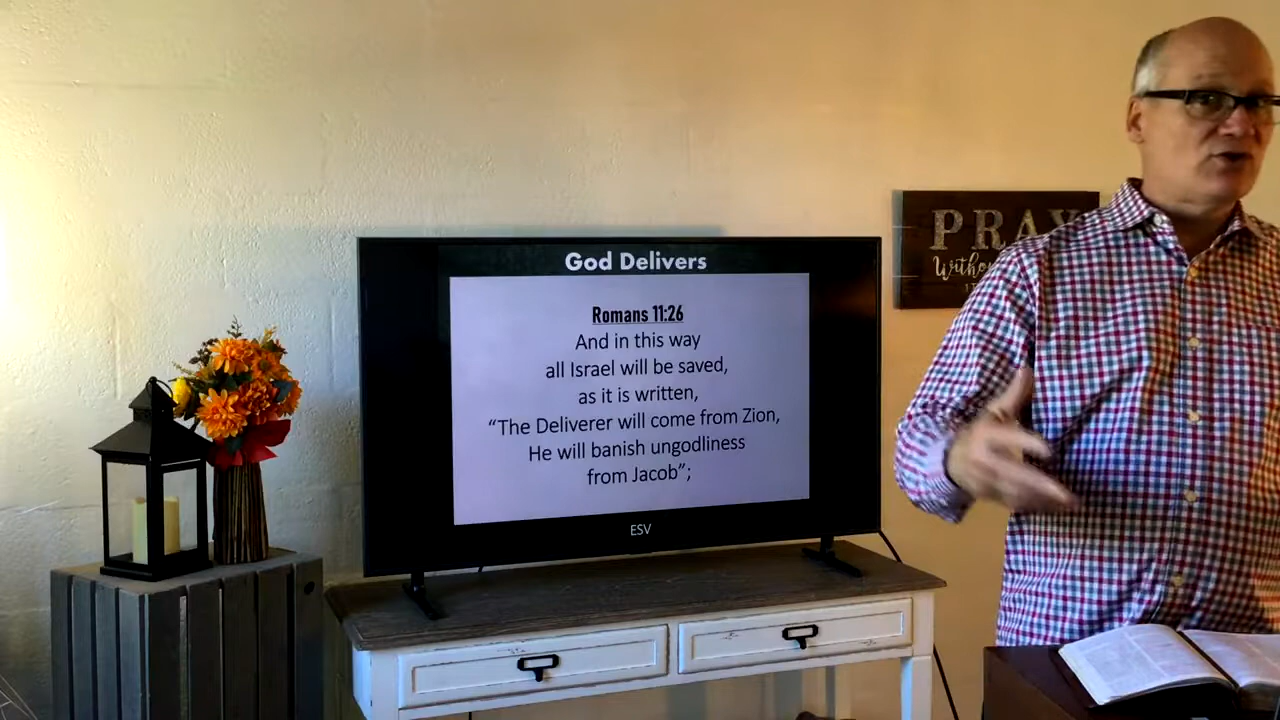 God Delivers
Romans 11:26
And in this way
all Israel will be saved,
as it is written,
“The Deliverer will come from Zion,
He will banish ungodliness
from Jacob”;
ESV
PRAY